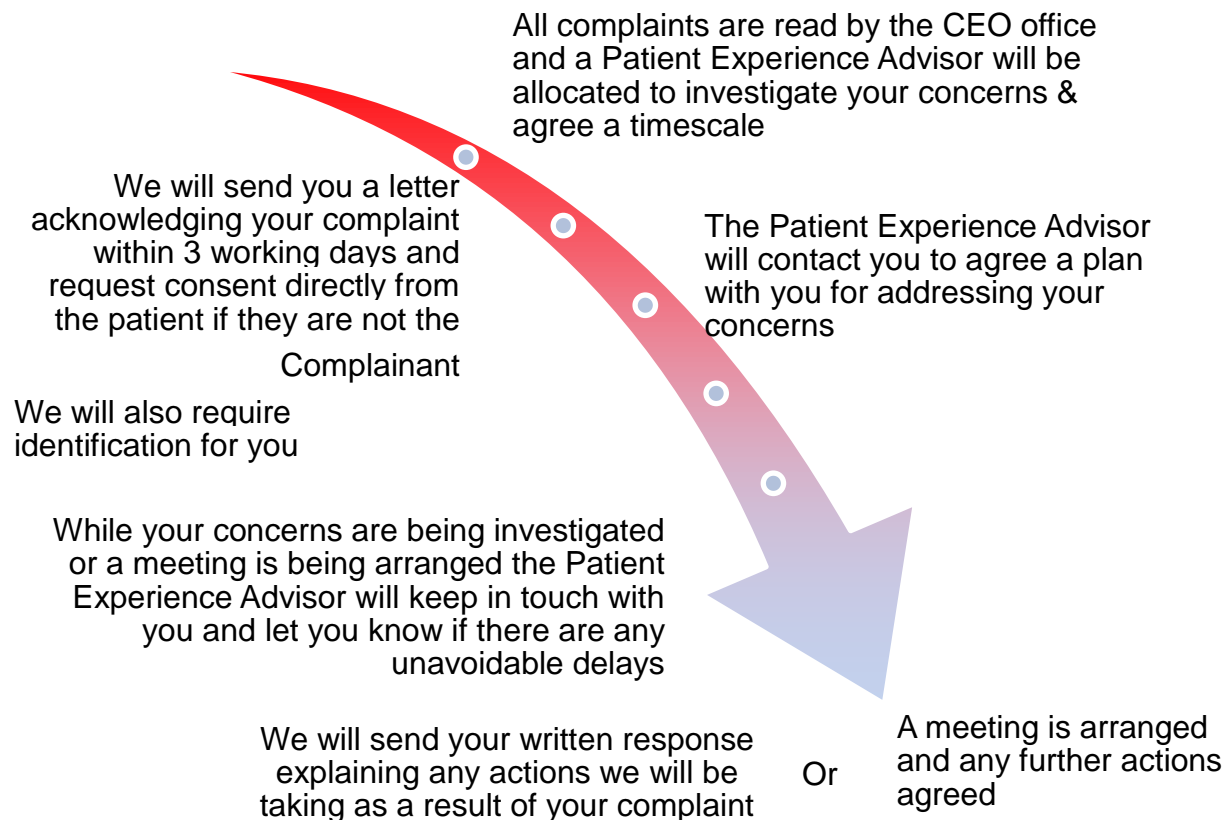 All complaints are read by the CEO office
and a Patient Experience Advisor will be
allocated to investigate your concerns &
agree a timescale
We will send you a letter
acknowledging your complaint
within 3 working days and
request consent directly from
the patient if they are not the
Complainant
We will also require
identification for you
The Patient Experience Advisor
will contact you to agree a plan
with you for addressing your
concerns
While your concerns are being investigated
or a meeting is being arranged the Patient
Experience Advisor will keep in touch with
you and let you know if there are any
unavoidable delays
We will send your written response
explaining any actions we will be
taking as a result of your complaint
Or
A meeting is arranged
and any further actions
agreed